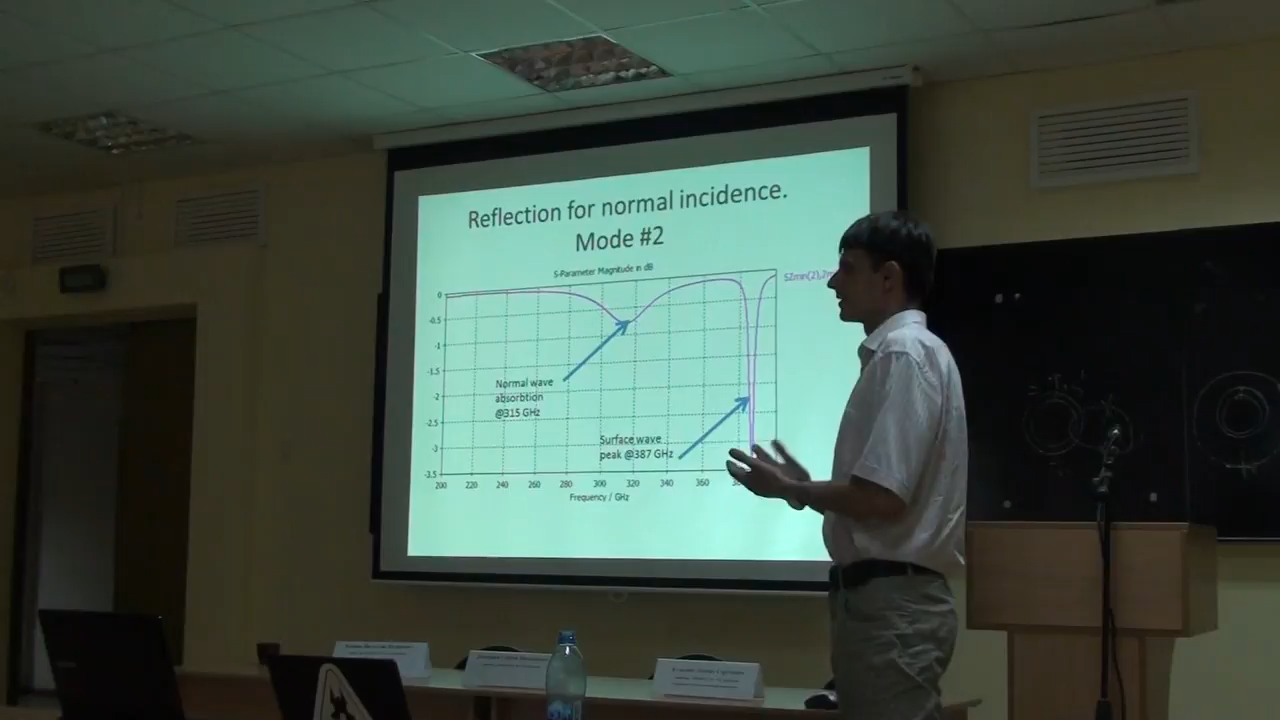 Reflection for normal incidence.
Mode #2
S-Parameter Magnitude in dB
0
-0.5
-1
-1.5
-2
-2.5
-3
-3.5
Normal wave
absorbtion
@315 GHz
Surface wave
peak @387 GHz
200 220 240 260 280 300 320 340 360
Frequency / GHz